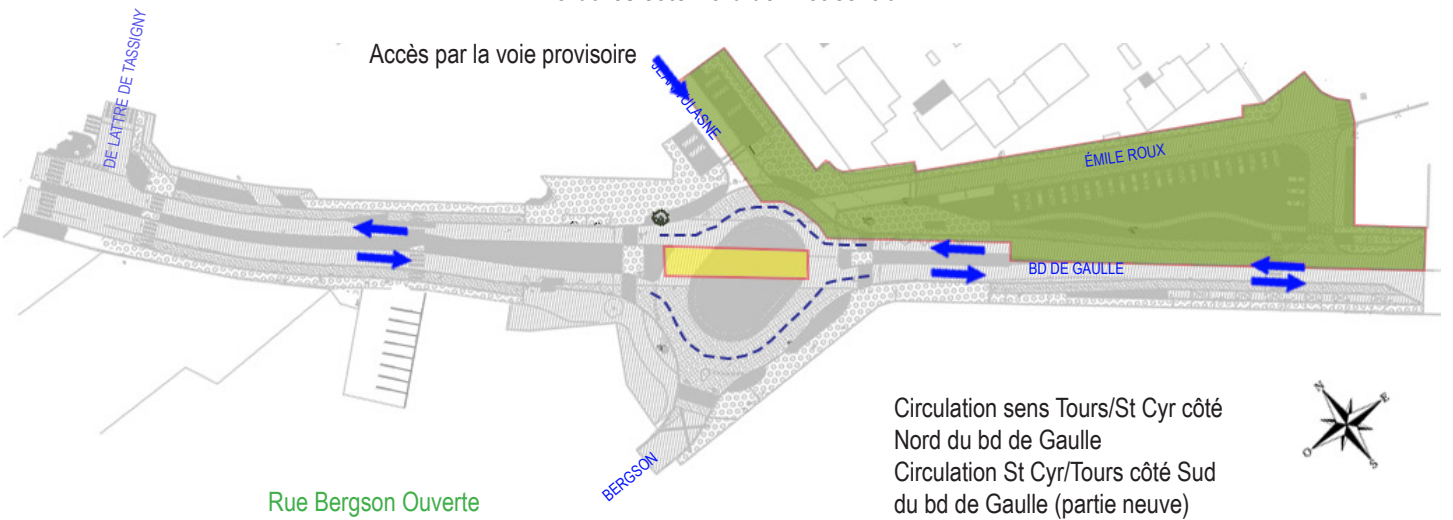 Accès par la voie provisoire
DE LATTRE DE TASSIGNY
ÉMILE ROUX
BD DE GAULLE
BERGSON
Circulation sens Tours/St Cyr côté
Nord du bd de Gaulle
Circulation St Cyr/Tours côté Sud
du bd de Gaulle (partie neuve)
N
E
O
S
Rue Bergson Ouverte